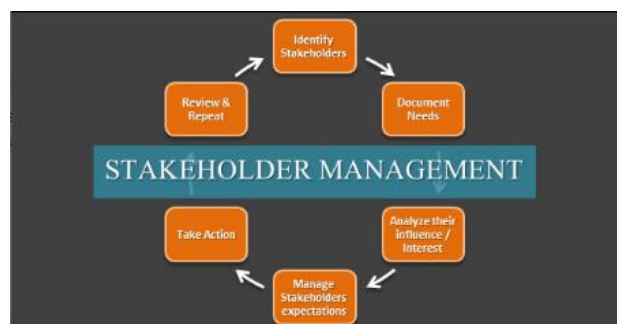 Identify
Stakeholders
Review &
Repeat
Document
Needs
STAKEHOLDER MANAGEMENT
Take Action
Analyze their
influence /
Interest
Manage
Stakeholders
expectations